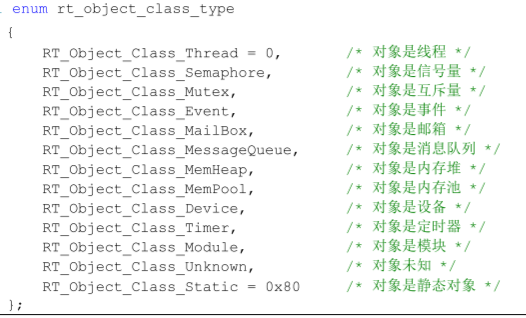 enum rt_object_class_type
{
RT_Object_Class_Thread = 0, /* 对象是线程 */
RT_Object_Class_Semaphore, /* 对象是信号量 */
RT_Object_Class_Mutex, /* 对象是互斥量 */
RT_Object_Class_Event, /* 对象是事件 */
RT_Object_Class_MailBox, /* 对象是邮箱 */
RT_Object_Class_MessageQueue, /* 对象是消息队列 */
RT_Object_Class_MemHeap, /* 对象是内存堆 */
RT_Object_Class_MemPool, /* 对象是内存池 */
RT_Object_Class_Device, /* 对象是设备 */
RT_Object_Class_Timer, /* 对象是定时器 */
RT_Object_Class_Module, /* 对象是模块 */
RT_Object_Class_Unknown, /* 对象未知 */
RT_Object_Class_Static = 0x80 /* 对象是静态对象 */
};